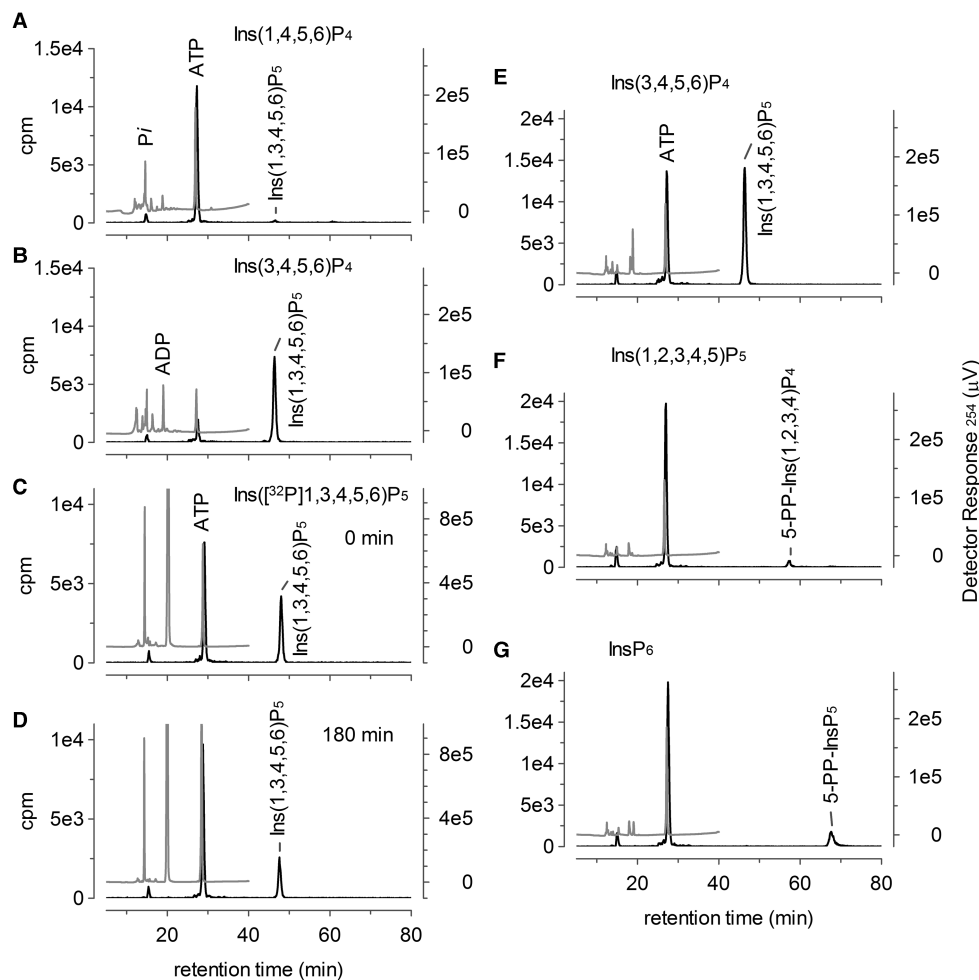 A
Ins(1,4,5,6)P4
1.5e4
1e4
5e3
0
cpm
Pi
ATP
Ins(1,3,4,5,6)P5
2e5
1e5
0
B
Ins(3,4,5,6)P4
1.5e4
1e4
5e3
0
cpm
ADP
Ins(1,3,4,5,6)P5
2e5
1e5
0
C
Ins([32P]1,3,4,5,6)P5
0 min
1e4
5e3
0
cpm
ATP
Ins(1,3,4,5,6)P5
8e5
4e5
0
D
180 min
1e4
5e3
0
cpm
Ins(1,3,4,5,6)P5
8e5
4e5
0
20 40 60 80
retention time (min)
E
Ins(3,4,5,6)P4
2e4
1.5e4
1e4
5e3
0
ATP
Ins(1,3,4,5,6)P5
2e5
1e5
0
F
Ins(1,2,3,4,5)P5
2e4
1.5e4
1e4
5e3
0
5-PP-Ins(1,2,3,4)P4
2e5
1e5
0
Detector Response 254 (μV)
G
InsP6
2e4
1.5e4
1e4
5e3
0
5-PP-InsP5
2e5
1e5
0
20 40 60 80
retention time (min)